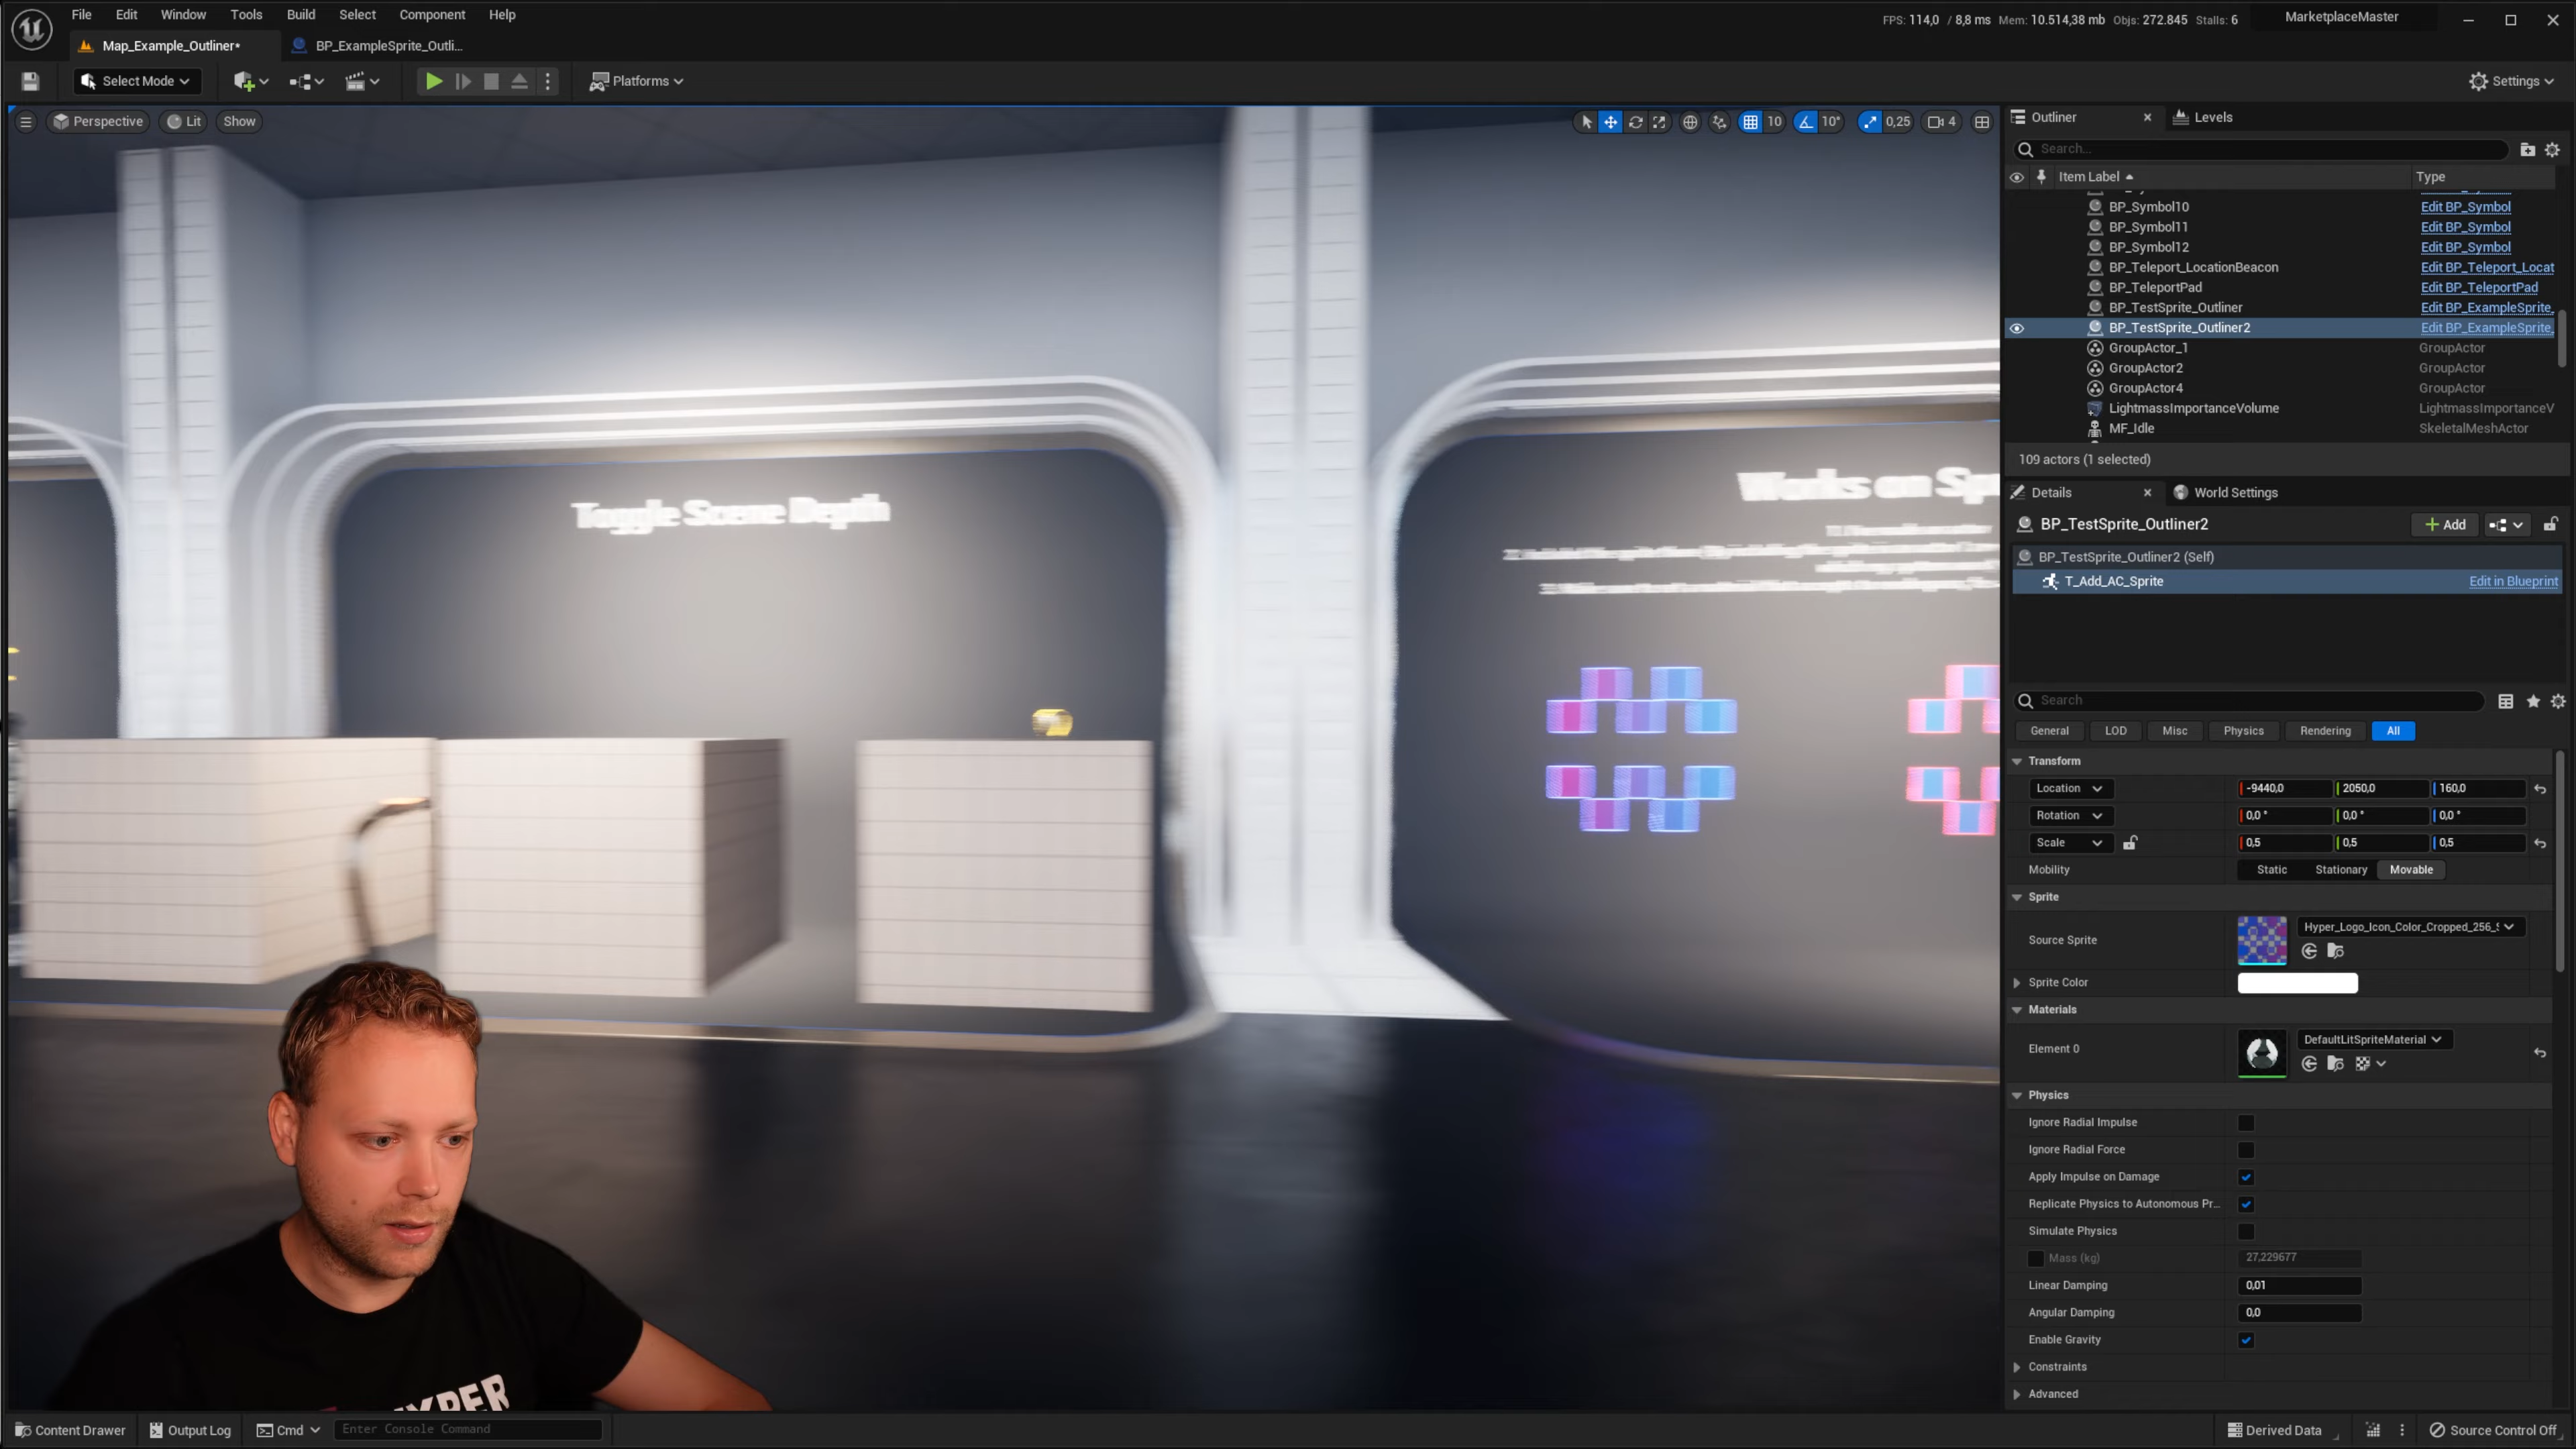 File Edit Window Tools Build Select Component Help
FPS: 114,0 / 8,8 ms Mem: 10.514,38 mb Objs: 272.845 Stalls: 6
MarketplaceMaster
Map_Example_Outliner*
BP_ExampleSprite_Outli...
Select Mode
Platforms
Settings
Perspective
Lit
Show
10
10°
0,25
4
Toggle Scene Depth
Works on Sp
HYPER
Outliner
Levels
Search...
Item Label
Type
BP_Symbol10 Edit BP_Symbol
BP_Symbol11 Edit BP_Symbol
BP_Symbol12 Edit BP_Symbol
BP_Teleport_LocationBeacon Edit BP_Teleport_Locat
BP_TeleportPad Edit BP_TeleportPad
BP_TestSprite_Outliner Edit BP_ExampleSprite_
BP_TestSprite_Outliner2 Edit BP_ExampleSprite_
GroupActor_1 GroupActor
GroupActor2 GroupActor
GroupActor4 GroupActor
LightmassImportanceVolume LightmassImportanceV
MF_Idle SkeletalMeshActor
109 actors (1 selected)
Details
World Settings
BP_TestSprite_Outliner2
Add
BP_TestSprite_Outliner2 (Self)
T_Add_AC_Sprite Edit in Blueprint
Search
General LOD Misc Physics Rendering All
Transform
Location -9440,0 2050,0 160,0
Rotation 0,0 ° 0,0 ° 0,0 °
Scale 0,5 0,5 0,5
Mobility Static Stationary Movable
Sprite
Source Sprite Hyper_Logo_Icon_Color_Cropped_256_S
Sprite Color
Materials
Element 0 DefaultLitSpriteMaterial
Physics
Ignore Radial Impulse
Ignore Radial Force
Apply Impulse on Damage
Replicate Physics to Autonomous Pr...
Simulate Physics
Mass (kg) 27,229677
Linear Damping 0,01
Angular Damping 0,0
Enable Gravity
Constraints
Advanced
Content Drawer
Output Log
Cmd
Enter Console Command
Derived Data
Source Control Off